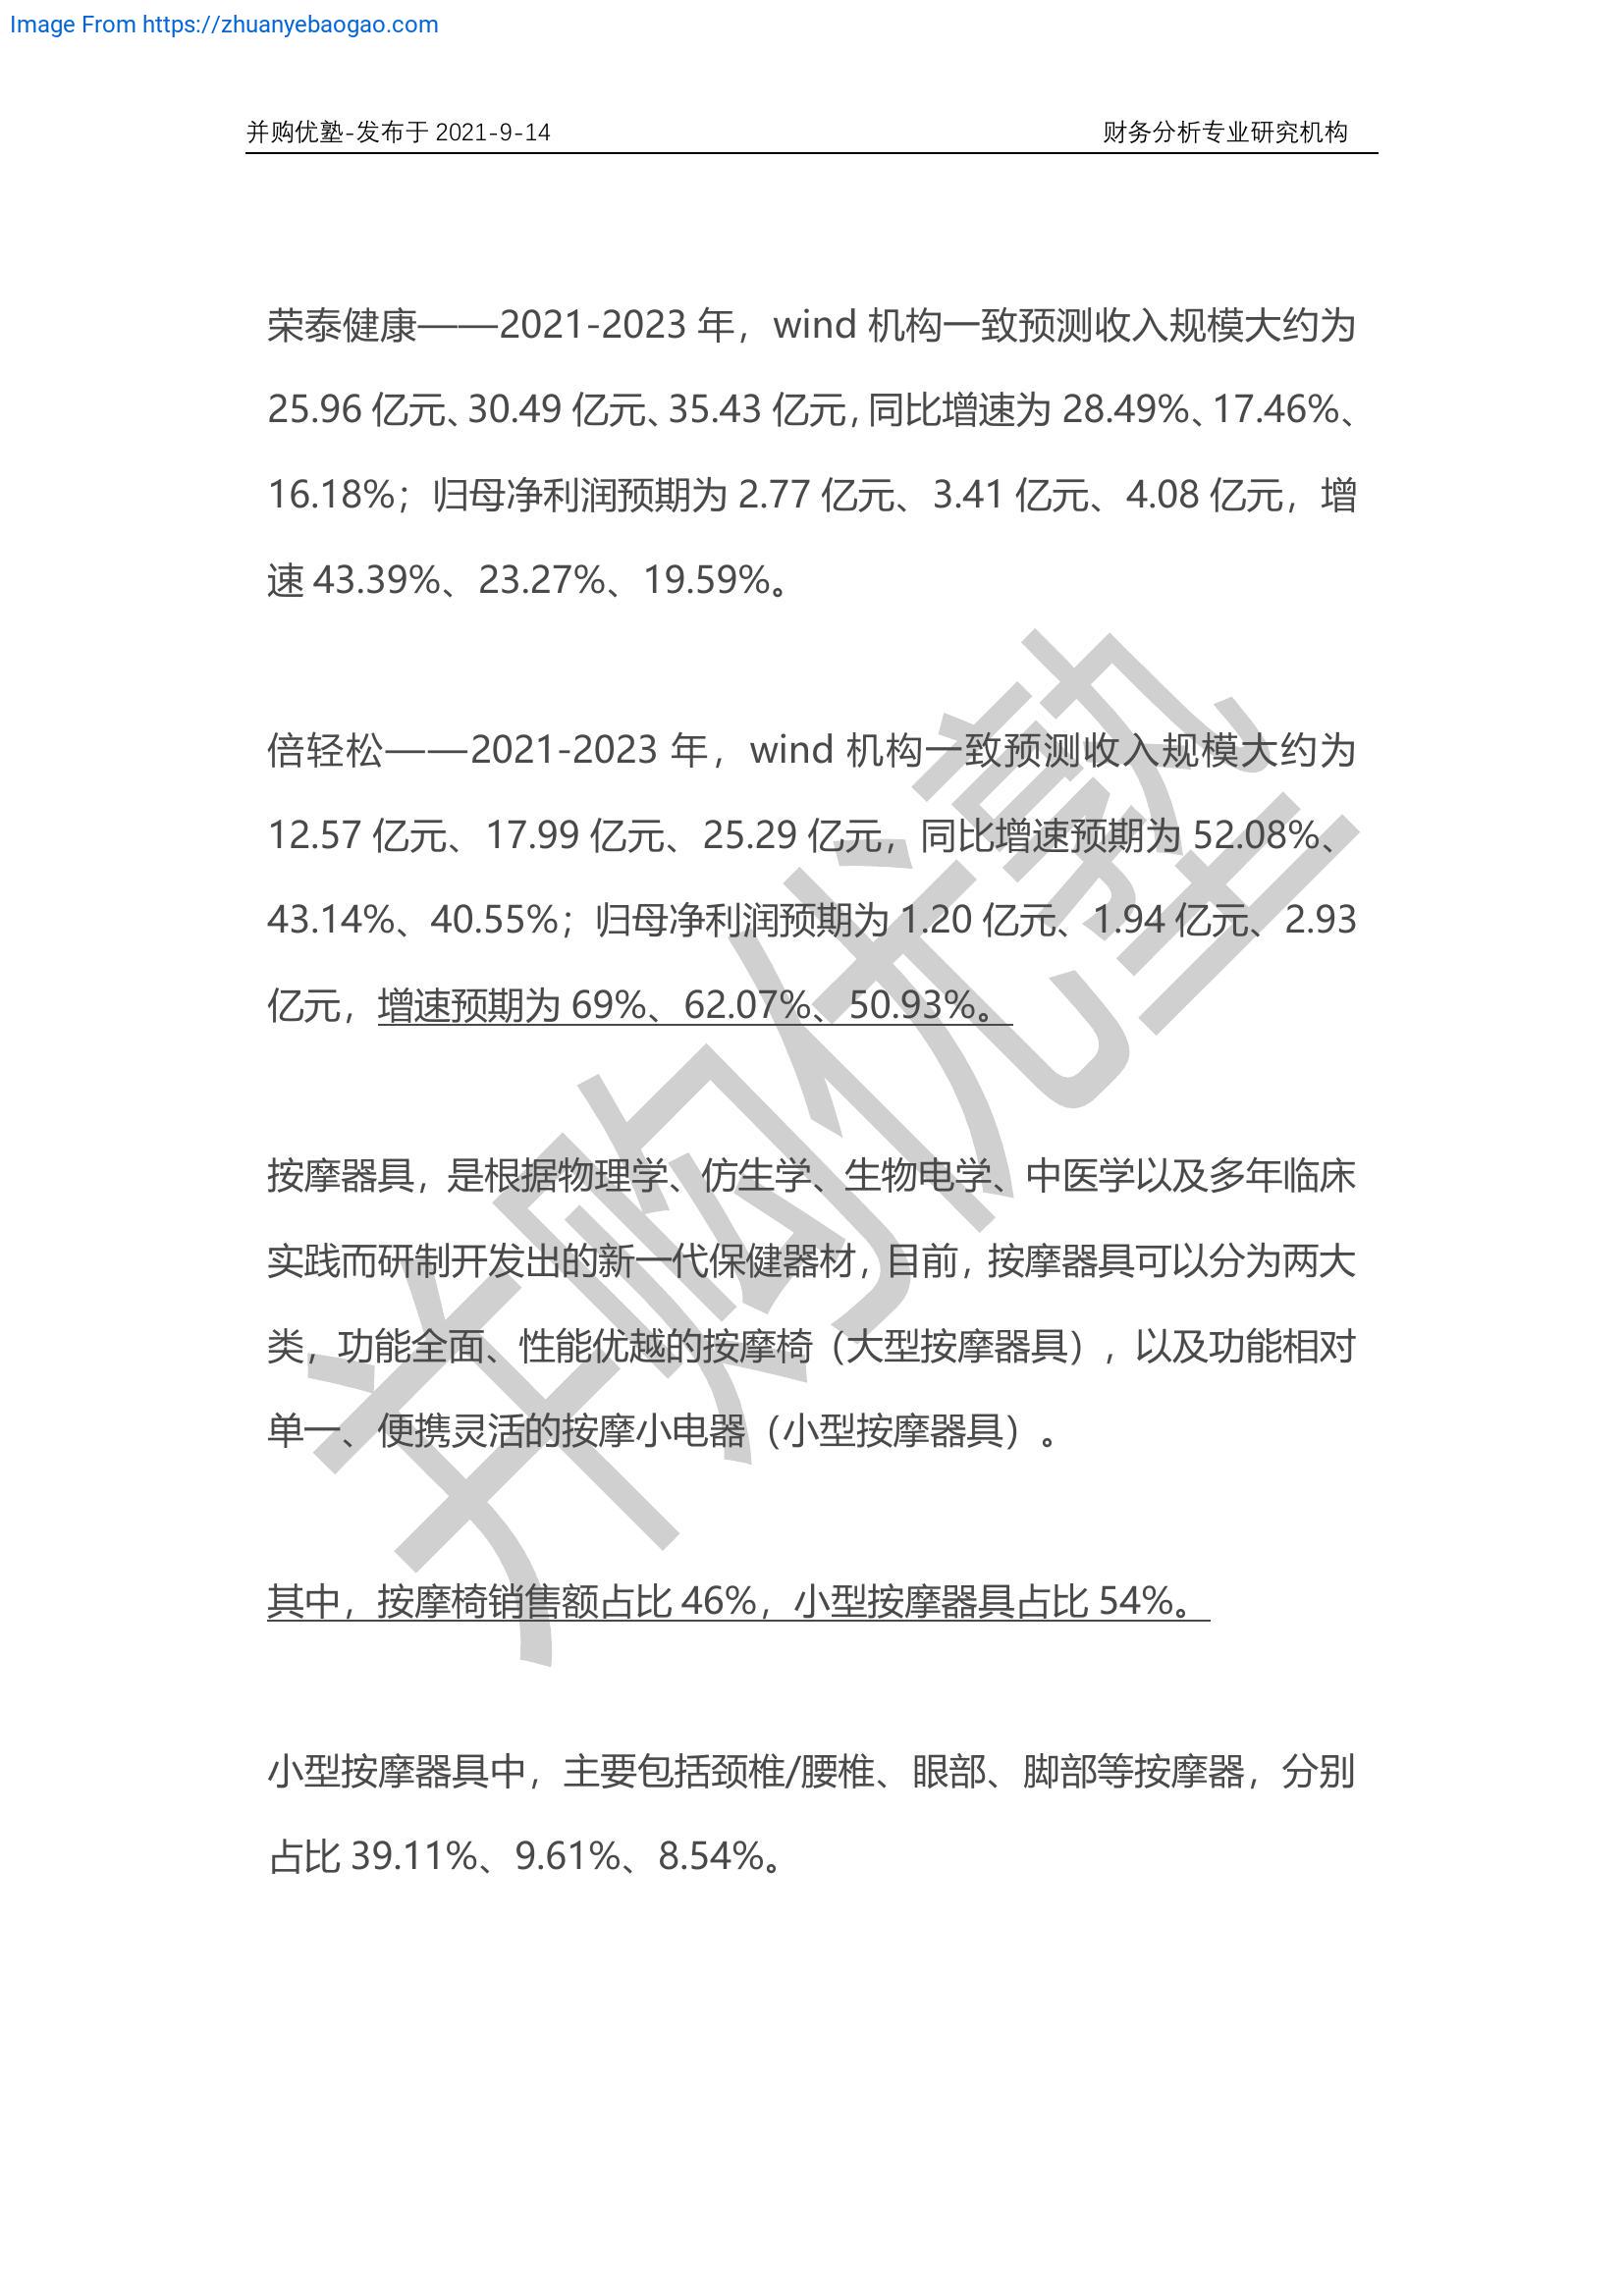 Image From https://zhuanyebaogao.com
并购优塾-发布于 2021-9-14 财务分析专业研究机构
荣泰健康——2021-2023 年，wind 机构一致预测收入规模大约为
25.96 亿元、30.49 亿元、35.43 亿元，同比增速为 28.49%、17.46%、
16.18%；归母净利润预期为 2.77 亿元、3.41 亿元、4.08 亿元，增
速 43.39%、23.27%、19.59%。
倍轻松——2021-2023 年，wind 机构一致预测收入规模大约为
12.57 亿元、17.99 亿元、25.29 亿元，同比增速预期为 52.08%、
43.14%、40.55%；归母净利润预期为 1.20 亿元、1.94 亿元、2.93
亿元，增速预期为 69%、62.07%、50.93%。
按摩器具，是根据物理学、仿生学、生物电学、中医学以及多年临床
实践而研制开发出的新一代保健器材，目前，按摩器具可以分为两大
类，功能全面、性能优越的按摩椅（大型按摩器具），以及功能相对
单一、便携灵活的按摩小电器（小型按摩器具）。
其中，按摩椅销售额占比 46%，小型按摩器具占比 54%。
小型按摩器具中，主要包括颈椎/腰椎、眼部、脚部等按摩器，分别
占比 39.11%、9.61%、8.54%。
并购优塾